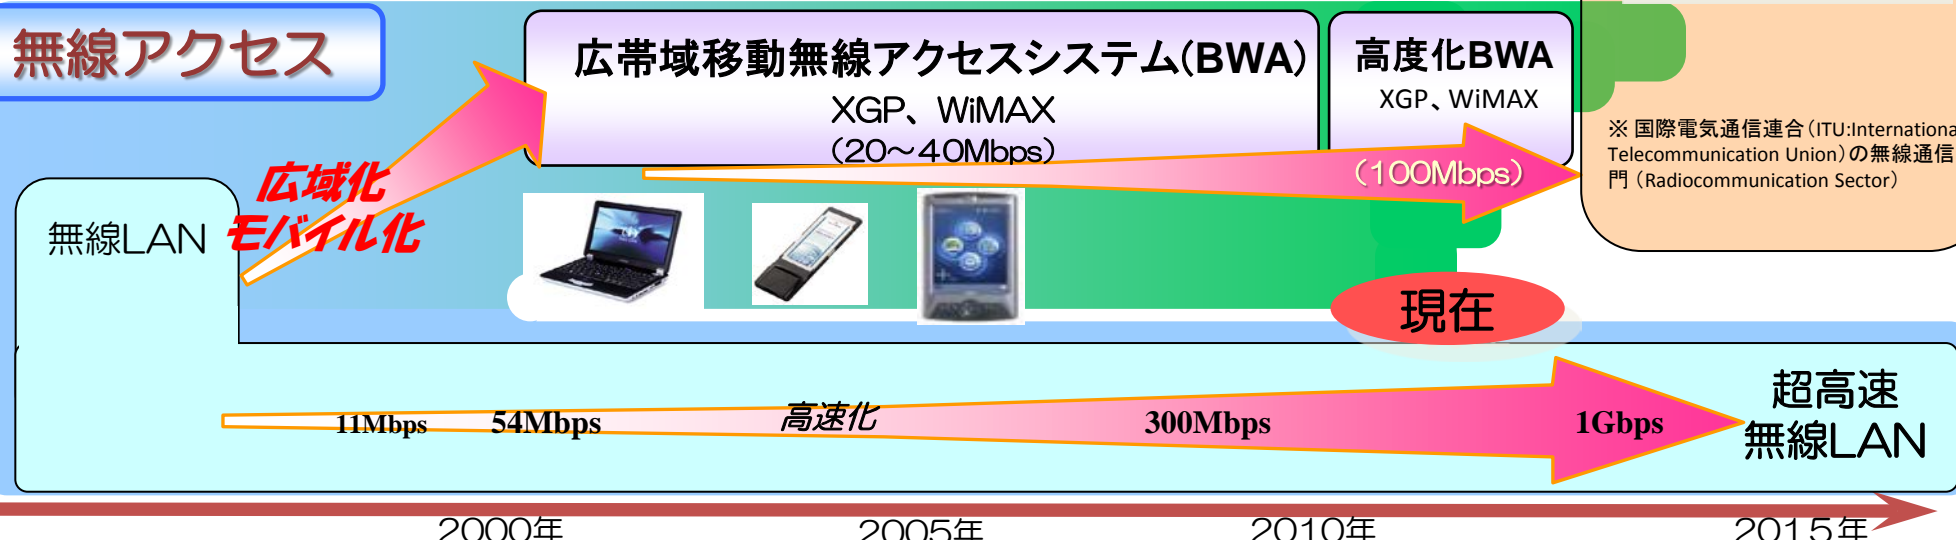 無線アクセス
広帯域移動無線アクセスシステム(BWA)
XGP、WiMAX
(20～40Mbps)
高度化BWA
XGP、WiMAX
(100Mbps)
※ 国際電気通信連合(ITU:Internationa
Telecommunication Union)の無線通信
門 (Radiocommunication Sector)
広域化
モバイル化
無線LAN
現在
11Mbps
54Mbps
高速化
300Mbps
1Gbps
超高速
無線LAN
2000年
2005年
2010年
2015年